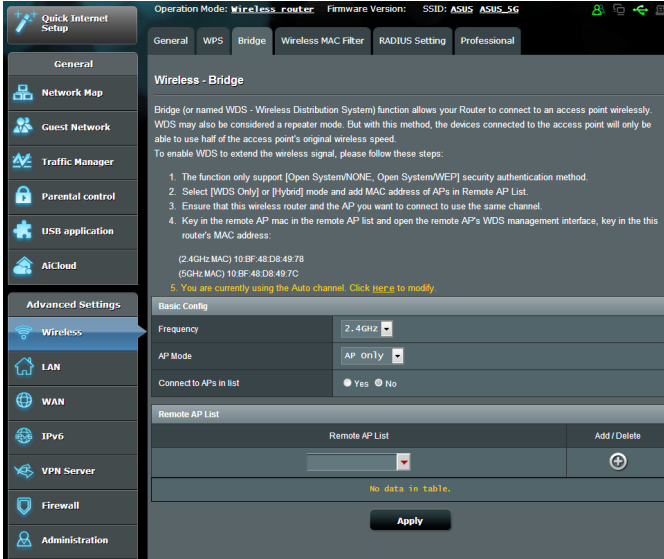 Quick Internet
Setup
General
Network Map
Guest Network
Traffic Manager
Parental control
USB application
AiCloud
Advanced Settings
Wireless
LAN
WAN
IPv6
VPN Server
Firewall
Administration
Operation Mode: Wireless router Firmware Version: SSID: ASUS ASUS_5G
General WPS Bridge Wireless MAC Filter RADIUS Setting Professional
Wireless - Bridge
Bridge (or named WDS - Wireless Distribution System) function allows your Router to connect to an access point wirelessly.
WDS may also be considered a repeater mode. But with this method, the devices connected to the access point will only be
able to use half of the access point's original wireless speed.
To enable WDS to extend the wireless signal, please follow these steps:
1. The function only support [Open System/NONE, Open System/WEP] security authentication method.
2. Select [WDS Only] or [Hybrid] mode and add MAC address of APs in Remote AP List.
3. Ensure that this wireless router and the AP you want to connect to use the same channel.
4. Key in the remote AP mac in the remote AP list and open the remote AP's WDS management interface, key in the this
router's MAC address:
(2.4GHz MAC) 10:BF:48:D8:49:78
(5GHz MAC) 10:BF:48:D8:49:7C
5. You are currently using the Auto channel. Click Here to modify.
Basic Config
Frequency 2.4GHz
AP Mode AP Only
Connect to APs in list Yes No
Remote AP List
Remote AP List Add / Delete
No data in table.
Apply